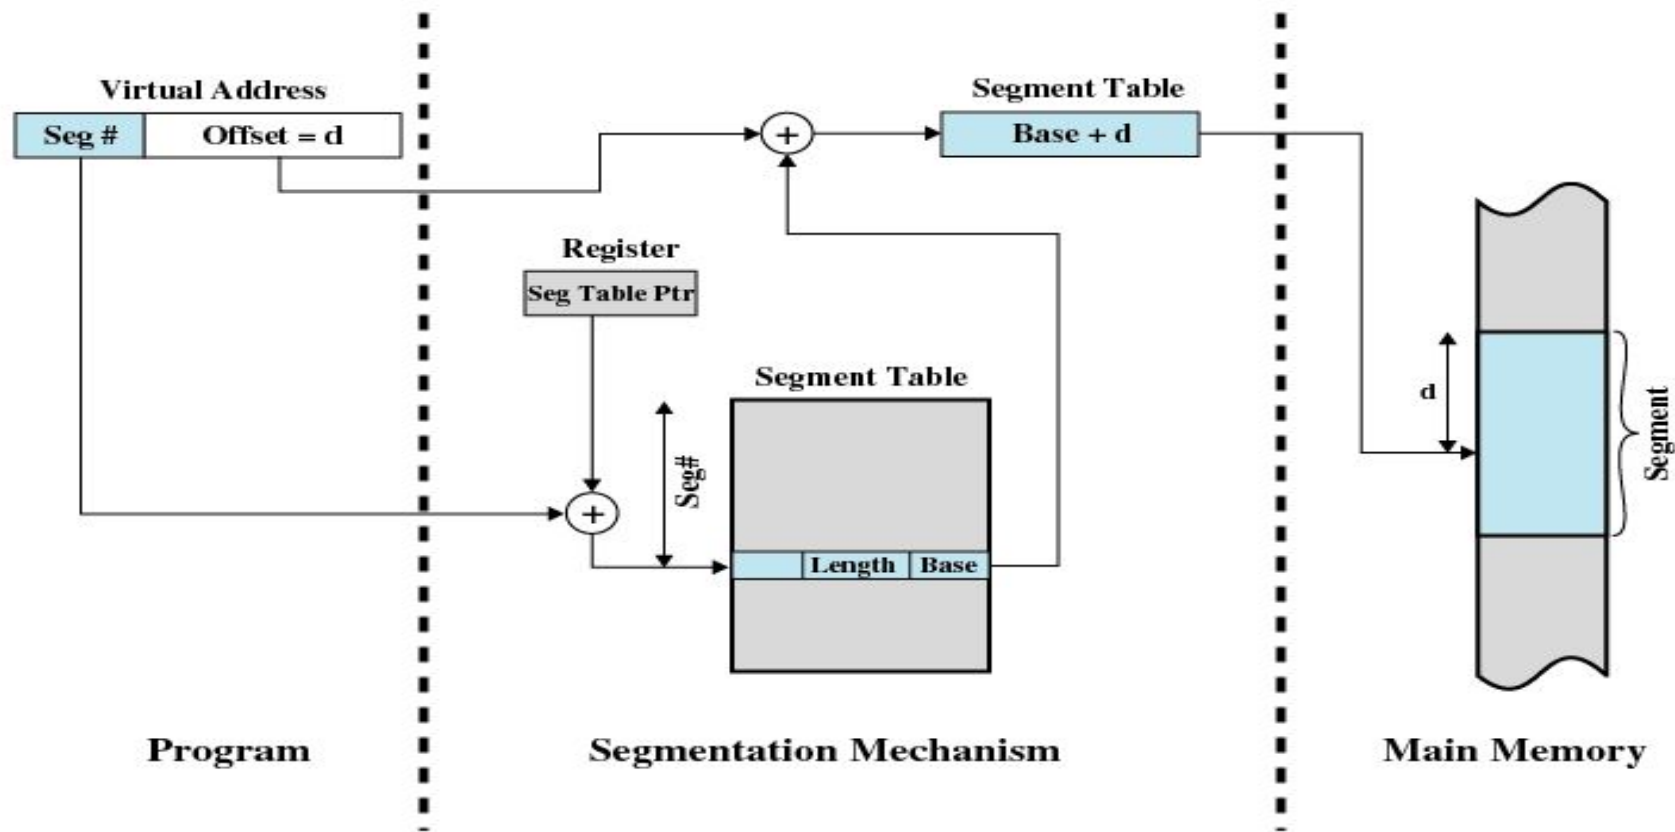 Virtual Address
Seg #
Offset = d
+
Segment Table
Base + d
Register
Seg Table Ptr
Segment Table
Seg#
+
Length
Base
d
Segment
Program
Segmentation Mechanism
Main Memory